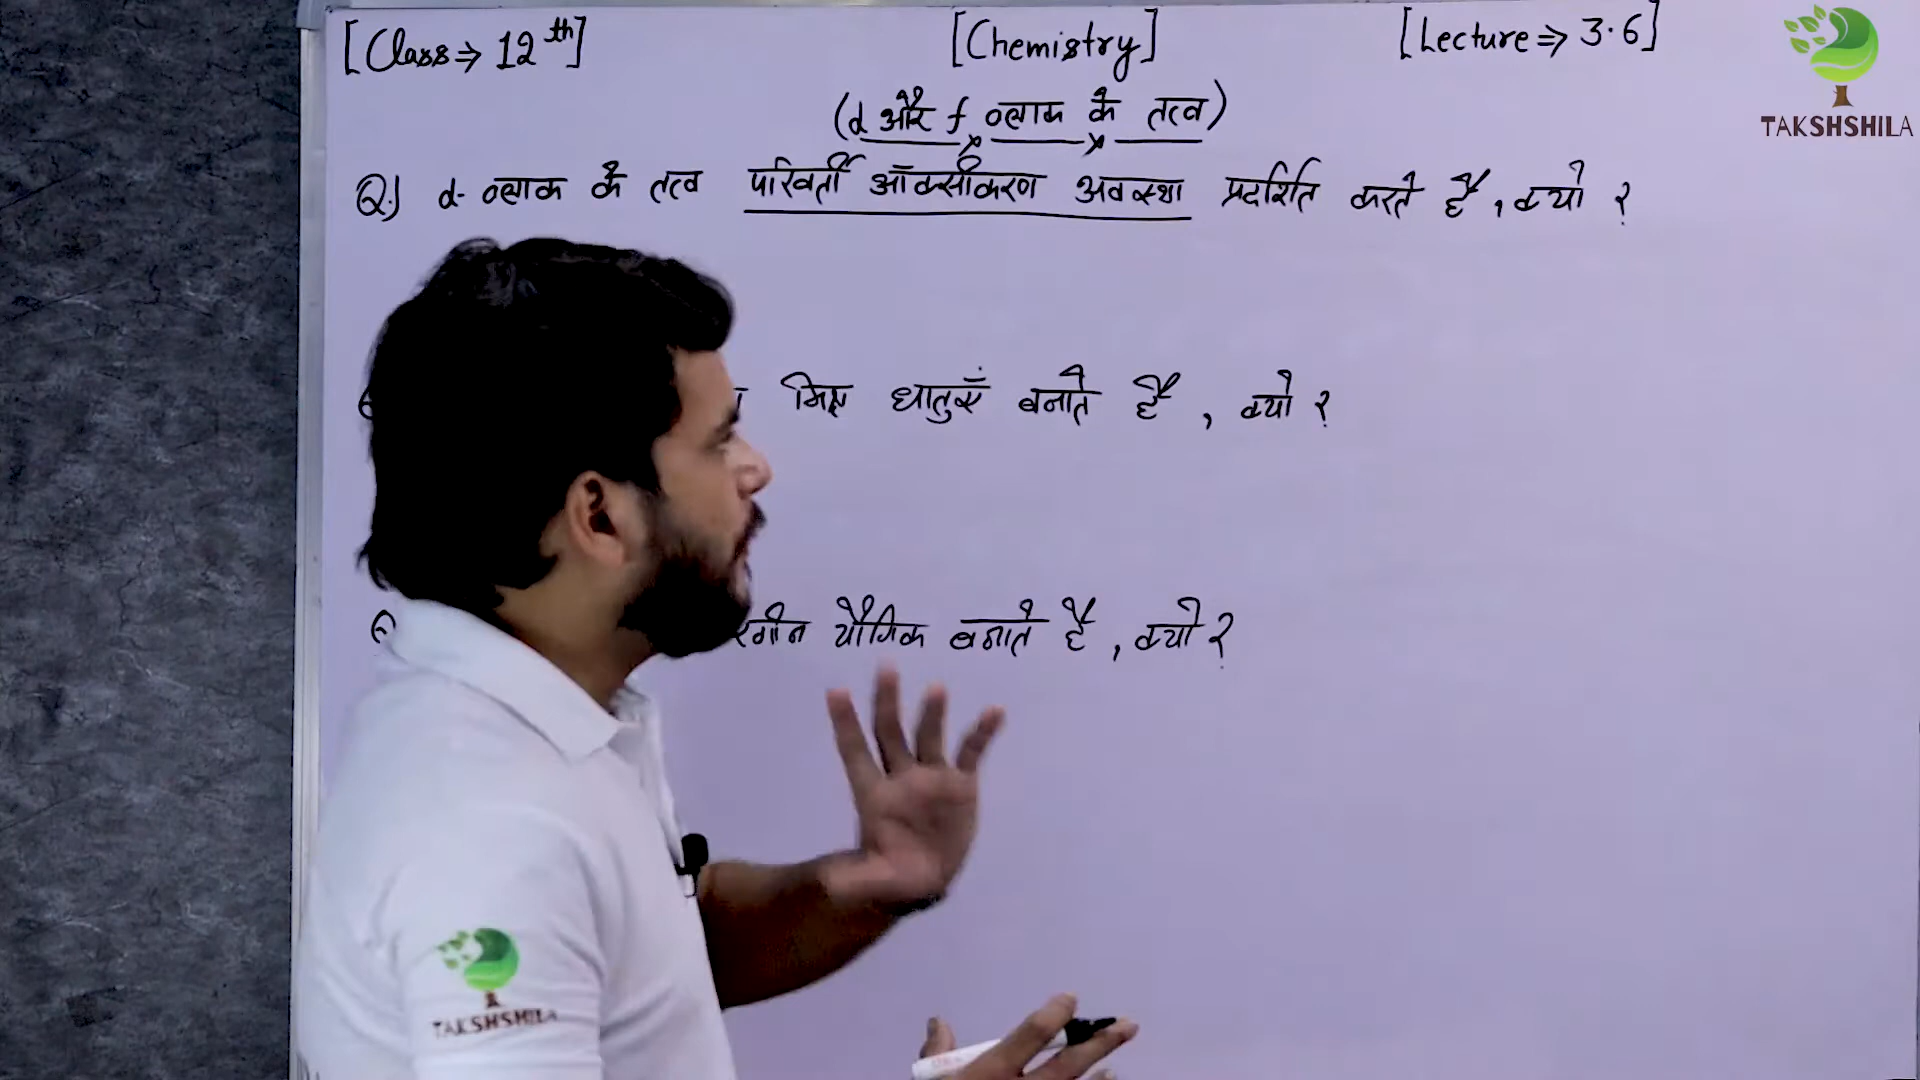 [Class⇒ 12th] [Chemistry] [Lecture⇒ 3.6]
TAKSHSHILA
(d और f ब्लाक के तत्व)
Q.) d- ब्लाक के तत्व परिवर्ती ऑक्सीकरण अवस्था प्रदर्शित करते हैं, क्यो ?
मिश्र धातुएँ बनाते हैं, क्यो ?
रंगीन यौगिक बनाते हैं, क्यो ?
TAKSHSHILA